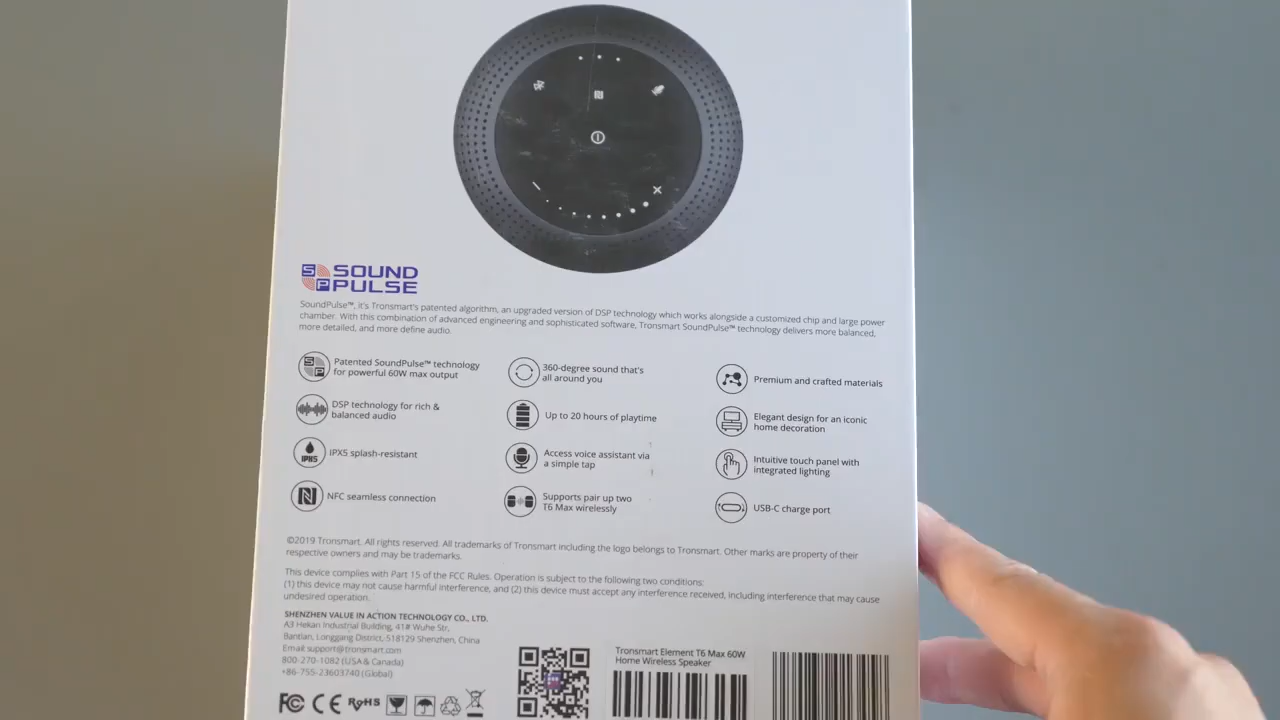 SOUND
PULSE
SoundPulse™, it's Tronsmart's patented algorithm, an upgraded version of DSP technology which works alongside a customized chip and large power
chamber. With this combination of advanced engineering and sophisticated software, Tronsmart SoundPulse™ technology delivers more balanced,
more detailed, and more define audio.
Patented SoundPulse™ technology
for powerful 60W max output
360-degree sound that's
all around you
Premium and crafted materials
DSP technology for rich &
balanced audio
Up to 20 hours of playtime
Elegant design for an iconic
home decoration
IPX5
IPX5 splash-resistant
Access voice assistant via
a simple tap
Intuitive touch panel with
integrated lighting
NFC seamless connection
Supports pair up two
T6 Max wirelessly
USB-C charge port
©2019 Tronsmart. All rights reserved. All trademarks of Tronsmart including the logo belongs to Tronsmart. Other marks are property of their
respective owners and may be trademarks.
This device complies with Part 15 of the FCC Rules. Operation is subject to the following two conditions:
(1) this device may not cause harmful interference, and (2) this device must accept any interference received, including interference that may cause
undesired operation.
SHENZHEN VALUE IN ACTION TECHNOLOGY CO., LTD.
A3 Hekan Industrial Building, 41# Wuhe Str,
Bantian, Longgang District,-518129 Shenzhen, China
Email: support@tronsmart.com
800-270-1082 (USA & Canada)
+86-755-23603740 (Global)
FC CE RoHS
Tronsmart Element T6 Max 60W
Home Wireless Speaker